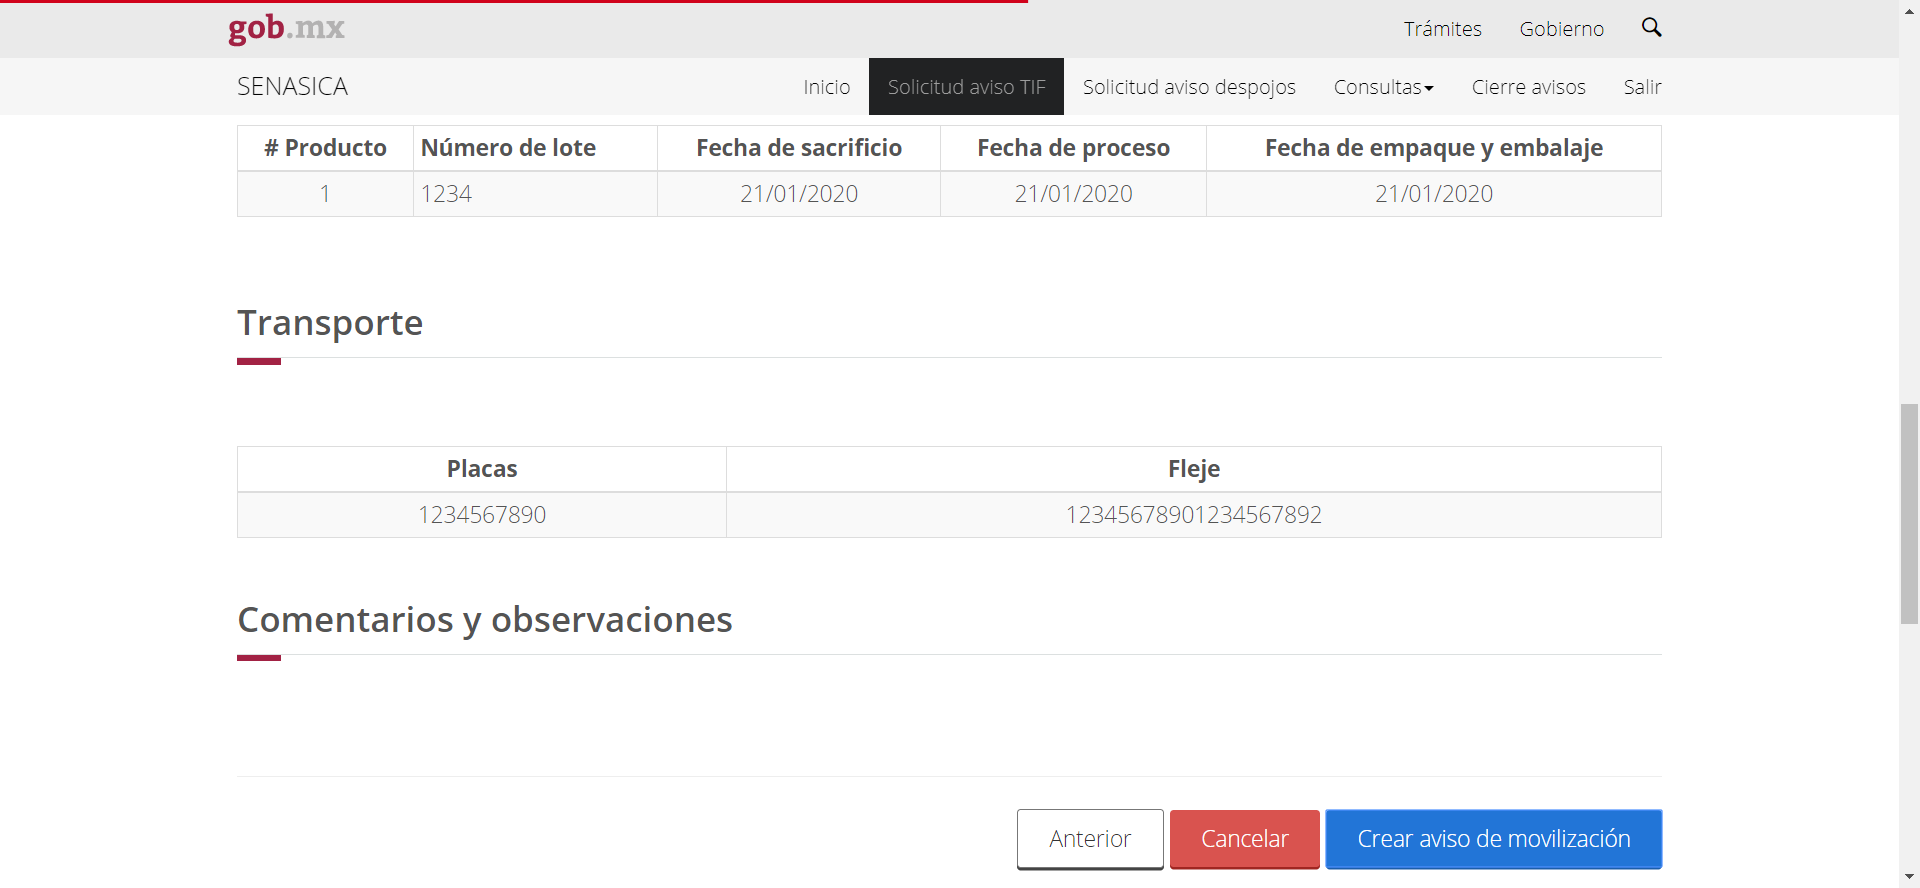 gob.mx
Trámites Gobierno
SENASICA Inicio Solicitud aviso TIF Solicitud aviso despojos Consultas Cierre avisos Salir
# Producto Número de lote Fecha de sacrificio Fecha de proceso Fecha de empaque y embalaje
1 1234 21/01/2020 21/01/2020 21/01/2020
Transporte
Placas Fleje
1234567890 12345678901234567892
Comentarios y observaciones
Anterior Cancelar Crear aviso de movilización